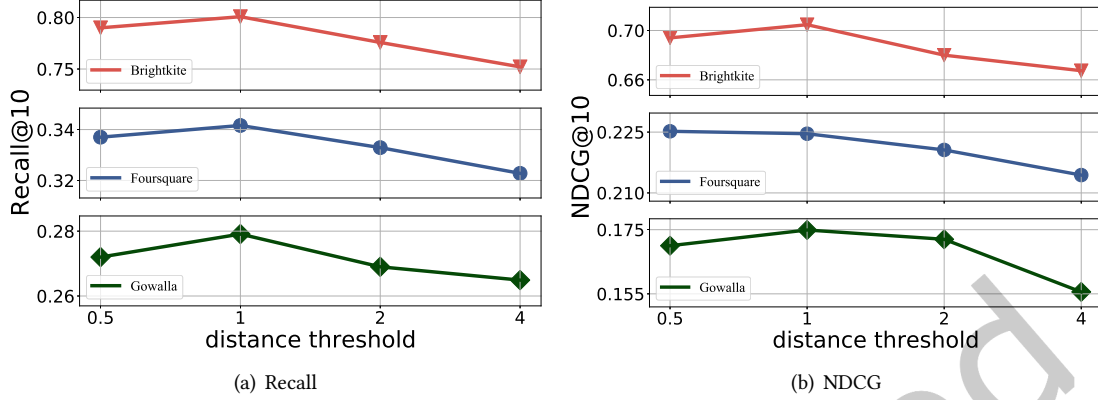 Recall@10
0.80
0.75
Brightkite
0.34
0.32
Foursquare
0.28
0.26
Gowalla
0.5 1 2 4
distance threshold
(a) Recall
NDCG@10
0.70
0.66
Brightkite
0.225
0.210
Foursquare
0.175
0.155
Gowalla
0.5 1 2 4
distance threshold
(b) NDCG
ed